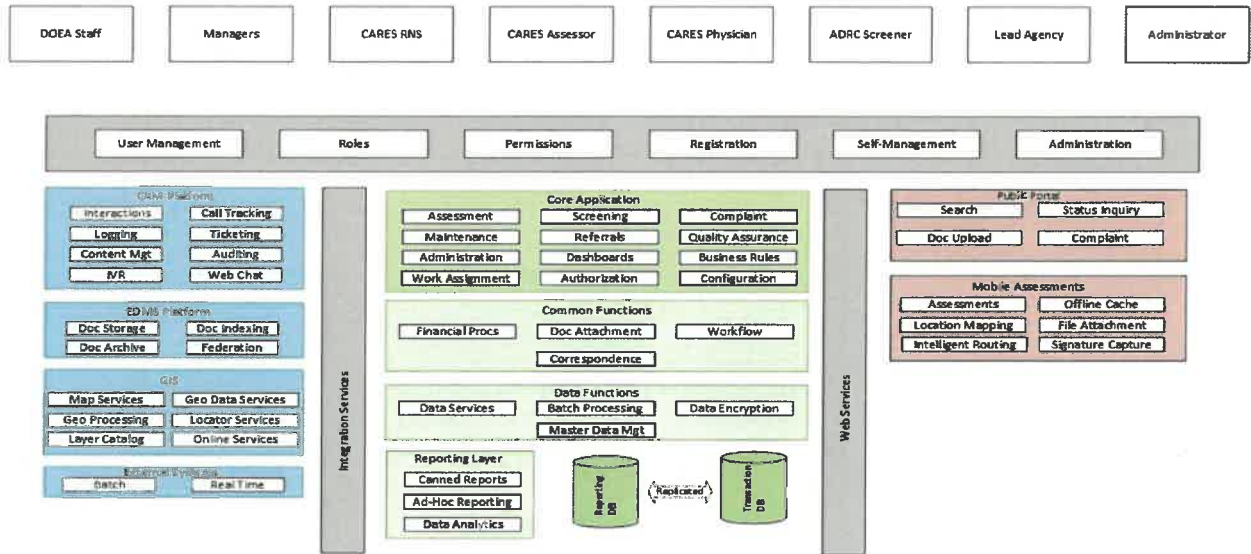 DOEA Staff
Managers
CARES RNS
CARES Assessor
CARES Physician
ADRC Screener
Lead Agency
Administrator
User Management
Roles
Permissions
Registration
Self-Management
Administration
CRM Platform
Interactions
Call Tracking
Logging
Ticketing
Content Mgt
Auditing
IVR
Web Chat
EDMS Platform
Doc Storage
Doc Indexing
Doc Archive
Federation
GIS
Map Services
Geo Data Services
Geo Processing
Locator Services
Layer Catalog
Online Services
External Systems
Batch
Real Time
Integration Services
Core Application
Assessment
Screening
Complaint
Maintenance
Referrals
Quality Assurance
Administration
Dashboards
Business Rules
Work Assignment
Authorization
Configuration
Common Functions
Financial Procs
Doc Attachment
Workflow
Correspondence
Data Functions
Data Services
Batch Processing
Data Encryption
Master Data Mgt
Reporting Layer
Canned Reports
Ad-Hoc Reporting
Data Analytics
Reporting
DB
Replicated
Transaction
DB
Web Services
Public Portal
Search
Status Inquiry
Doc Upload
Complaint
Mobile Assessments
Assessments
Offline Cache
Location Mapping
File Attachment
Intelligent Routing
Signature Capture